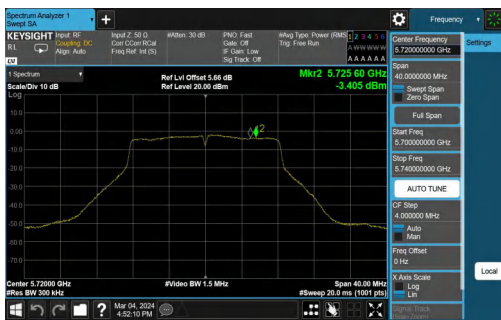 Spectrum Analyzer 1
Swept SA
+
Frequency
KEYSIGHT
Input: RF
Coupling: DC
Align: Auto
RL
Input Z: 50 Ω
Corr CCorr RCal
Freq Ref: Int (S)
#Atten: 30 dB
PNO: Fast
Gate: Off
IF Gain: Low
Sig Track: Off
#Avg Type: Power (RMS
Trig: Free Run
1 2 3 4 5 6
A W W W W W
A A A A A A
LV
1 Spectrum
Scale/Div 10 dB
Log
Ref Lvl Offset 5.66 dB
Ref Level 20.00 dBm
Mkr2 5.725 60 GHz
-3.405 dBm
10.0
0.00
-10.0
-20.0
-30.0
-40.0
-50.0
-60.0
-70.0
2
Center 5.72000 GHz
#Res BW 300 kHz
#Video BW 1.5 MHz
Span 40.00 MHz
#Sweep 20.0 ms (1001 pts)
Mar 04, 2024
4:52:10 PM
Center Frequency
5.720000000 GHz
Settings
Span
40.0000000 MHz
Swept Span
Zero Span
Full Span
Start Freq
5.700000000 GHz
Stop Freq
5.740000000 GHz
AUTO TUNE
CF Step
4.000000 MHz
Auto
Man
Freq Offset
0 Hz
X Axis Scale
Log
Lin
Signal Track
Local